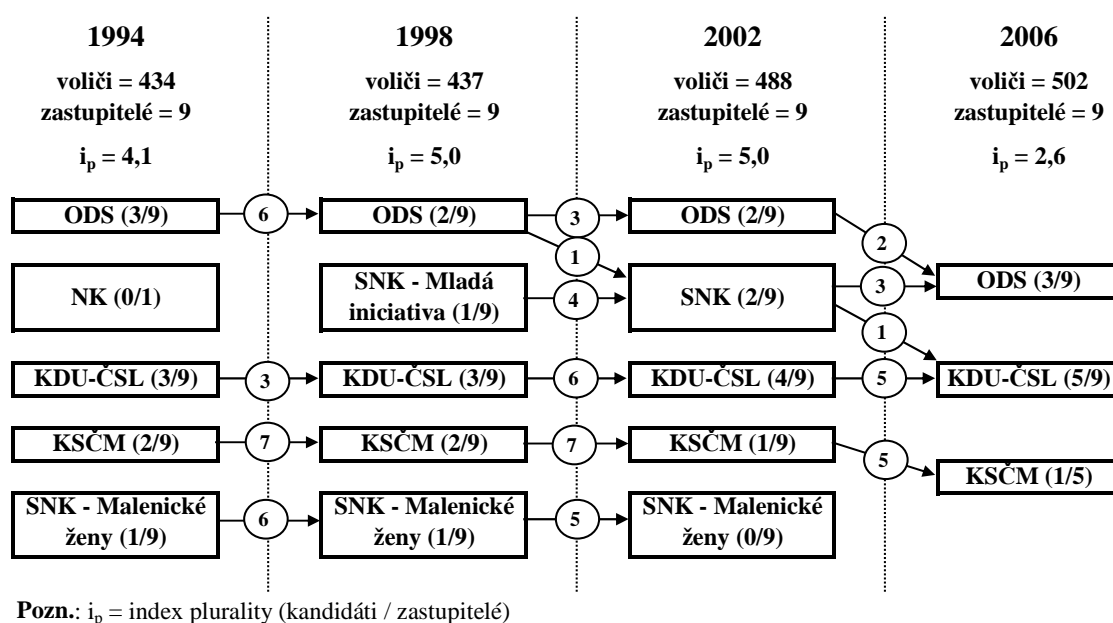 1994
voliči = 434
zastupitelé = 9
ip = 4,1
1998
voliči = 437
zastupitelé = 9
ip = 5,0
2002
voliči = 488
zastupitelé = 9
ip = 5,0
2006
voliči = 502
zastupitelé = 9
ip = 2,6
ODS (3/9)
6
ODS (2/9)
3
ODS (2/9)
2
1
NK (0/1)
SNK - Mladá
iniciativa (1/9)
4
SNK (2/9)
3
ODS (3/9)
1
KDU-ČSL (3/9)
3
KDU-ČSL (3/9)
6
KDU-ČSL (4/9)
5
KDU-ČSL (5/9)
KSČM (2/9)
7
KSČM (2/9)
7
KSČM (1/9)
5
KSČM (1/5)
SNK - Malenické
ženy (1/9)
6
SNK - Malenické
ženy (1/9)
5
SNK - Malenické
ženy (0/9)
Pozn.: ip = index plurality (kandidáti / zastupitelé)